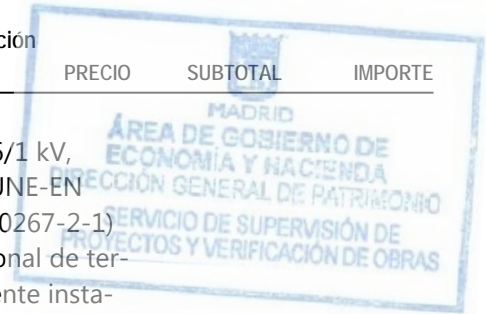 ción
PRECIO SUBTOTAL IMPORTE
MADRID
ÁREA DE GOBIERNO DE
ECONOMÍA Y HACIENDA
DIRECCIÓN GENERAL DE PATRIMONIO
SERVICIO DE SUPERVISIÓN DE
PROYECTOS Y VERIFICACIÓN DE OBRAS
/1 kV,
UNE-EN
0267-2-1)
onal de ter-
ente insta-